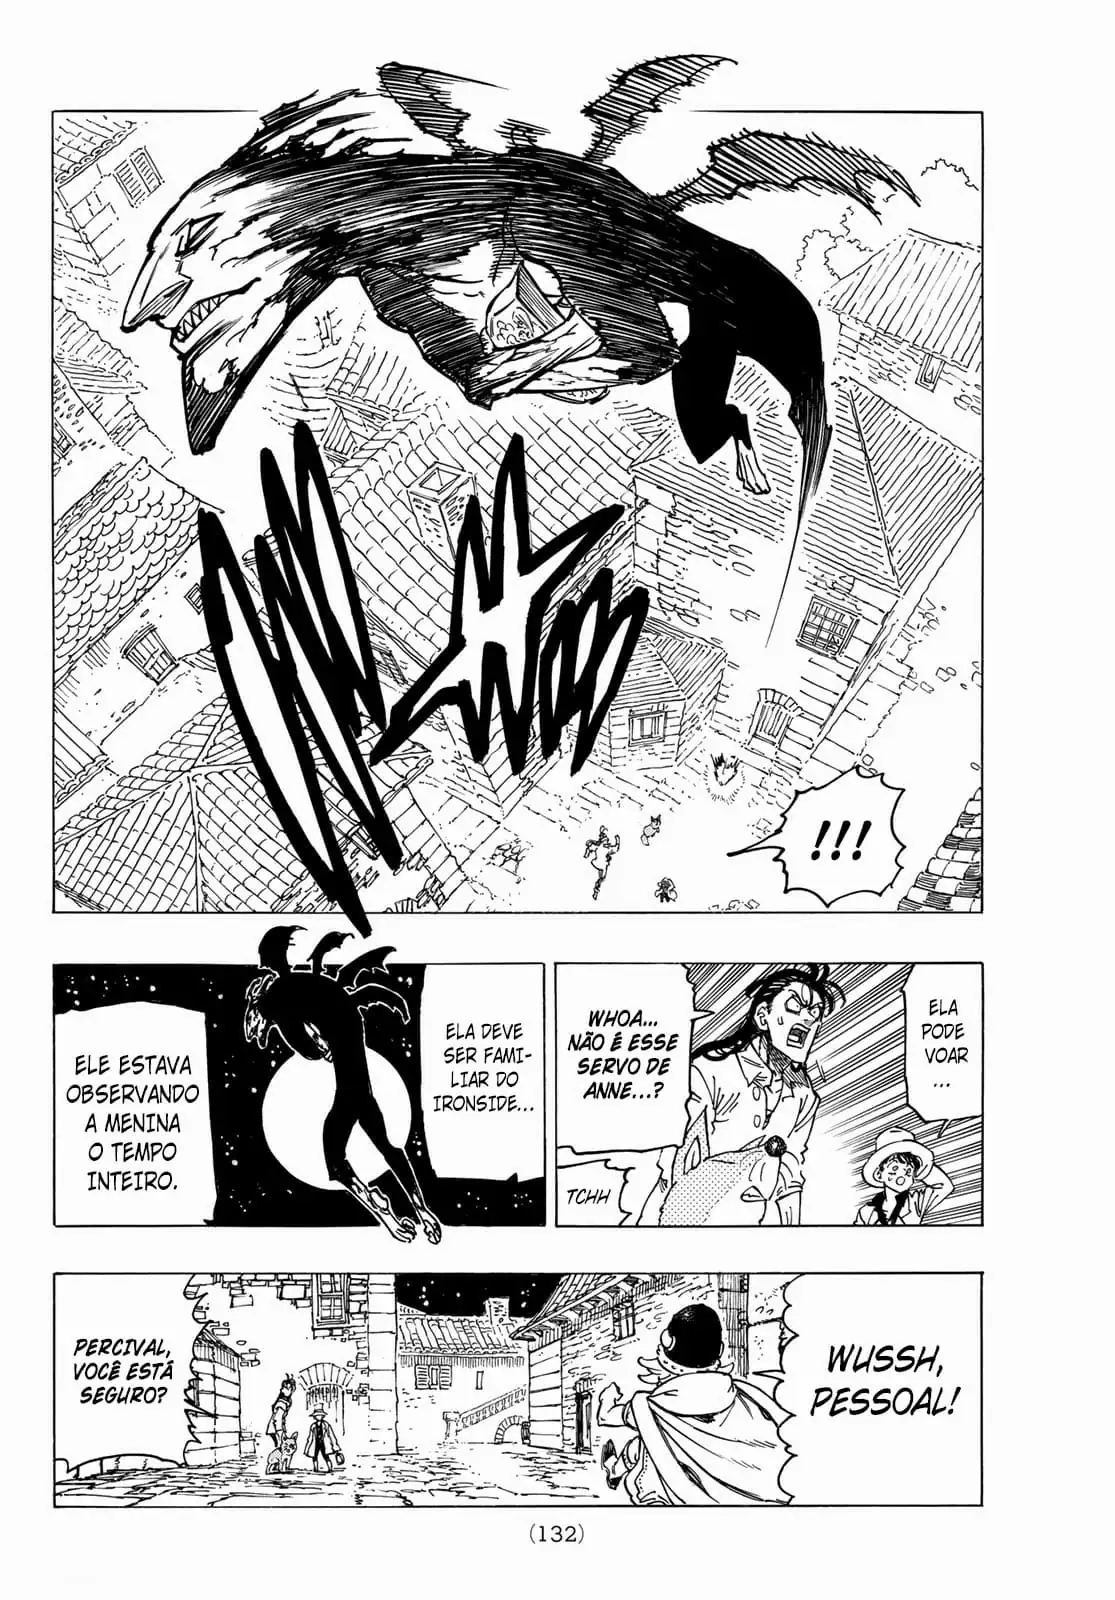 !!!
ELA
PODE
VOAR
...
WHOA...
NÃO É ESSE
SERVO DE
ANNE...?
TCHH
ELA DEVE
SER FAMI-
LIAR DO
IRONSIDE...
ELE ESTAVA
OBSERVANDO
A MENINA
O TEMPO
INTEIRO.
WUSSH,
PESSOAL!
PERCIVAL,
VOCÊ ESTÁ
SEGURO?
(132)